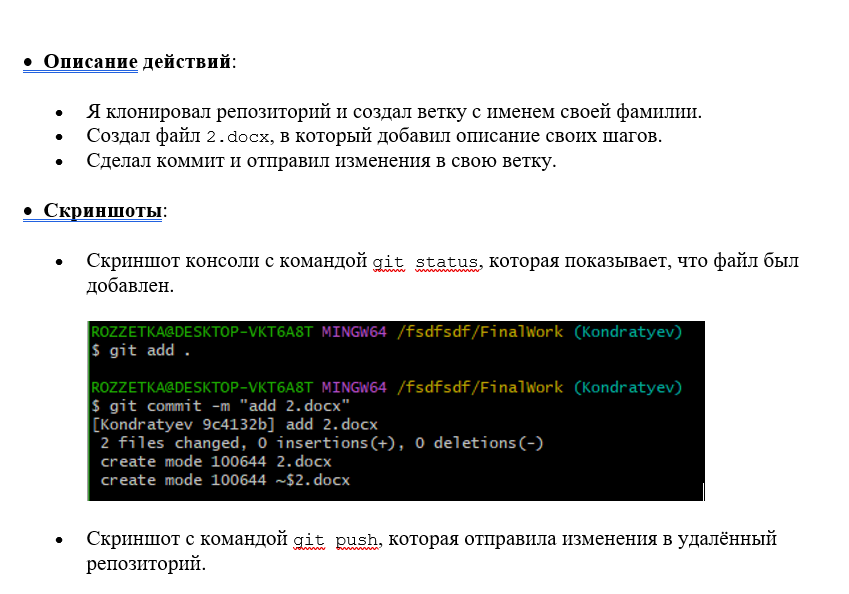 • Описание действий:
• Я клонировал репозиторий и создал ветку с именем своей фамилии.
• Создал файл 2.docx, в который добавил описание своих шагов.
• Сделал коммит и отправил изменения в свою ветку.
• Скриншоты:
• Скриншот консоли с командой git status, которая показывает, что файл был
добавлен.
ROZZETKA@DESKTOP-VKT6A8T MINGW64 /fsdfsdf/FinalWork (Kondratyev)
$ git add .
ROZZETKA@DESKTOP-VKT6A8T MINGW64 /fsdfsdf/FinalWork (Kondratyev)
$ git commit -m "add 2.docx"
[Kondratyev 9c4132b] add 2.docx
2 files changed, 0 insertions(+), 0 deletions(-)
create mode 100644 2.docx
create mode 100644 ~$2.docx
• Скриншот с командой git push, которая отправила изменения в удалённый
репозиторий.